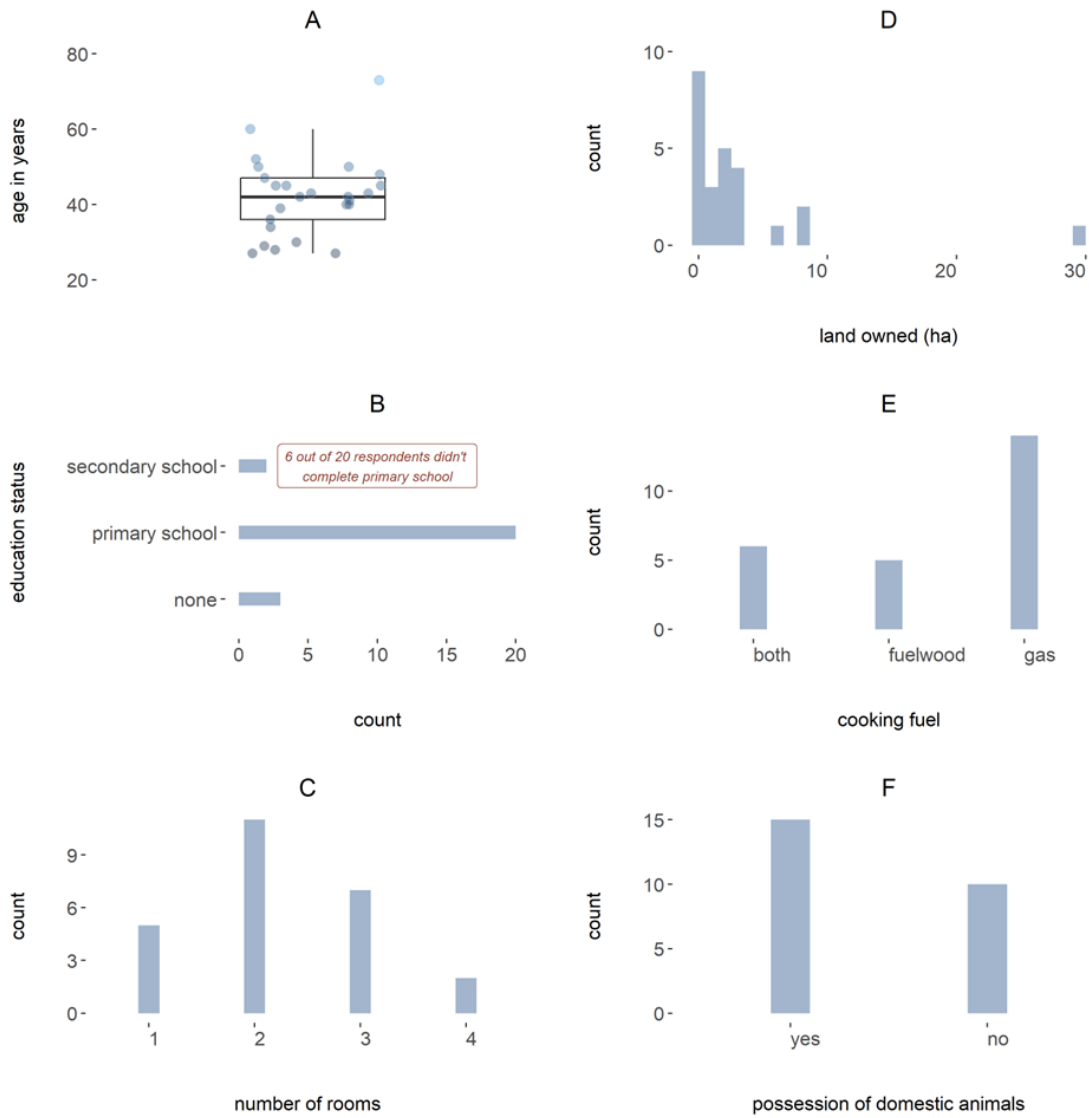 A
age in years
80
60
40
20
D
count
10
5
0
0 10 20 30
land owned (ha)
B
education status
secondary school
primary school
none
6 out of 20 respondents didn't
complete primary school
0 5 10 15 20
count
E
count
10
5
0
both fuelwood gas
cooking fuel
C
count
9
6
3
0
1 2 3 4
number of rooms
F
count
15
10
5
0
yes no
possession of domestic animals